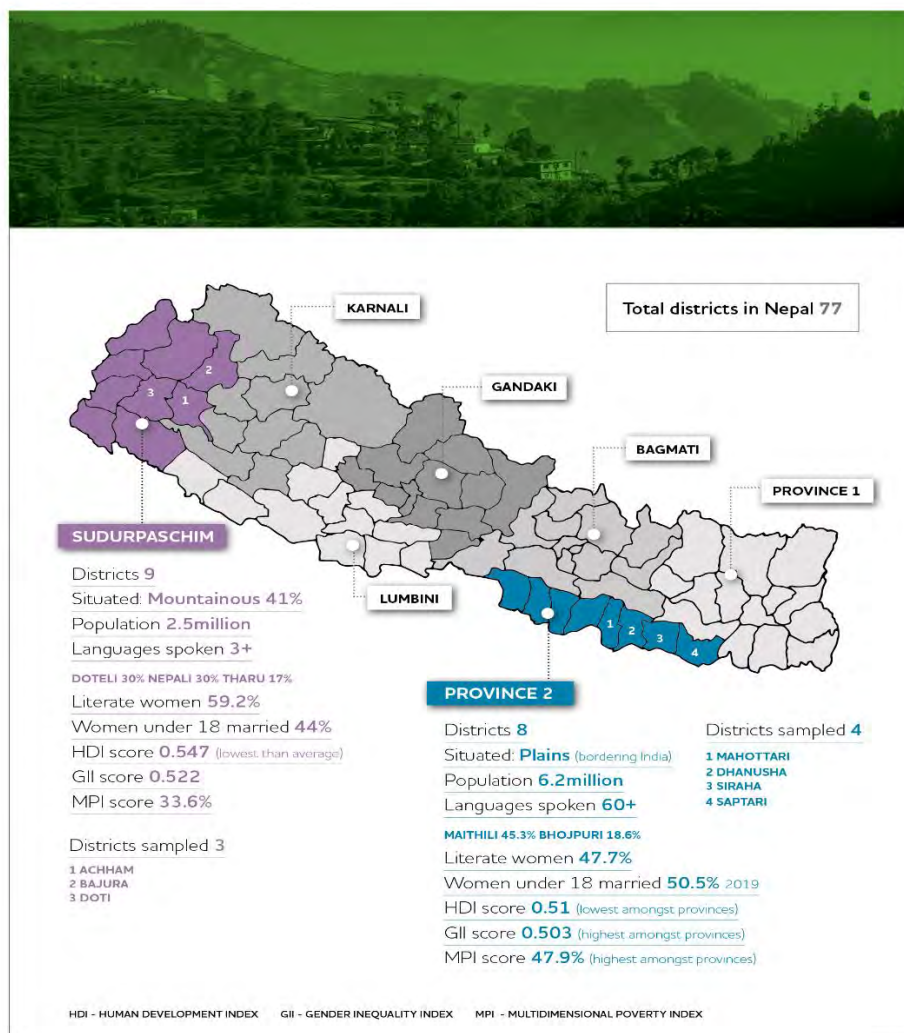 KARNALI
Total districts in Nepal 77
GANDAKI
BAGMATI
PROVINCE 1
LUMBINI
2
3
1
1
2
3
4
SUDURPASCHIM
Districts 9
Situated: Mountainous 41%
Population 2.5million
Languages spoken 3+
DOTELI 30% NEPALI 30% THARU 17%
Literate women 59.2%
Women under 18 married 44%
HDI score 0.547 (lowest than average)
GII score 0.522
MPI score 33.6%
Districts sampled 3
1 ACHHAM
2 BAJURA
3 DOTI
PROVINCE 2
Districts 8
Situated: Plains (bordering India)
Population 6.2million
Languages spoken 60+
MAITHILI 45.3% BHOJPURI 18.6%
Literate women 47.7%
Women under 18 married 50.5% 2019
HDI score 0.51 (lowest amongst provinces)
GII score 0.503 (highest amongst provinces)
MPI score 47.9% (highest amongst provinces)
Districts sampled 4
1 MAHOTTARI
2 DHANUSHA
3 SIRAHA
4 SAPTARI
HDI - HUMAN DEVELOPMENT INDEX GII - GENDER INEQUALITY INDEX MPI - MULTIDIMENSIONAL POVERTY INDEX